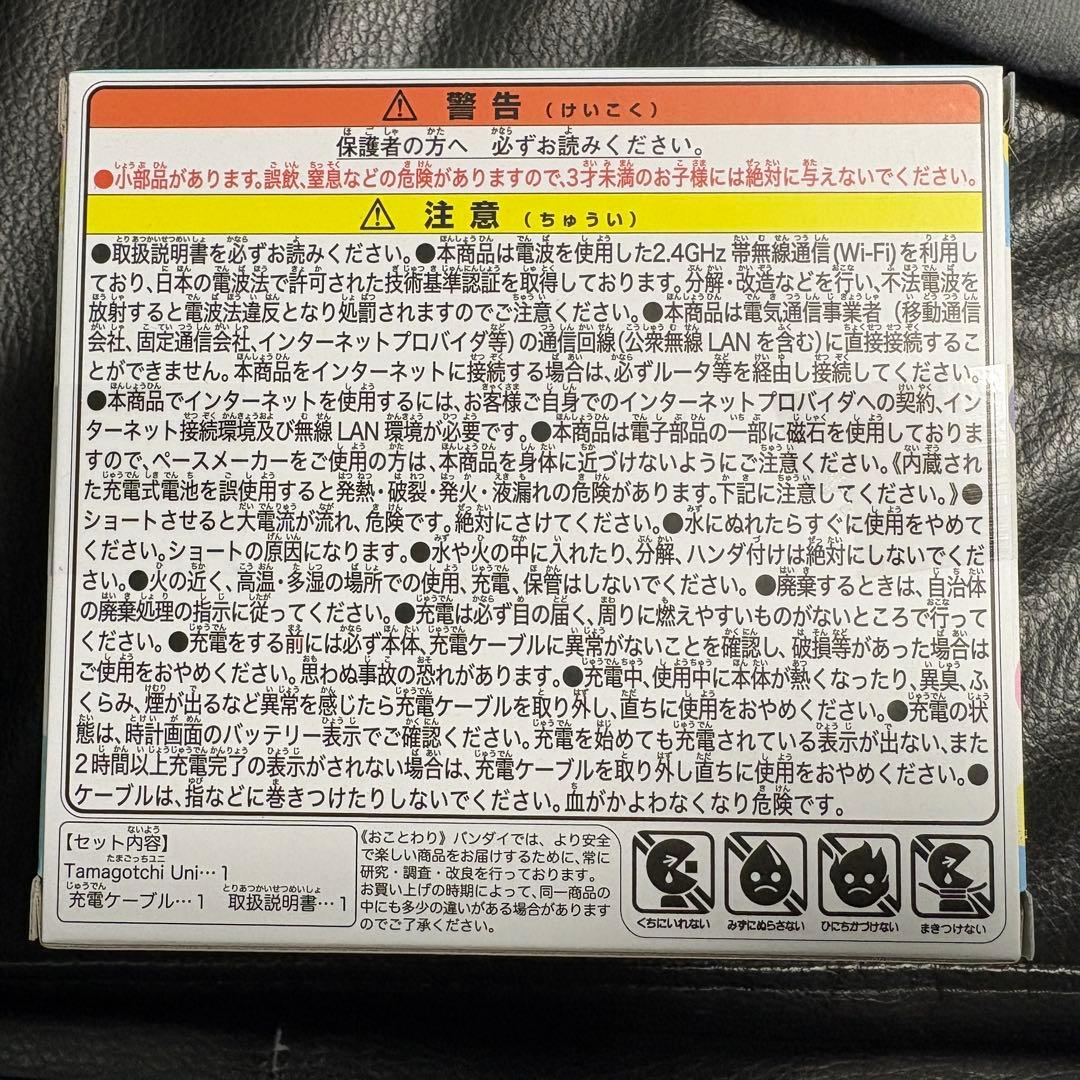 ⚠ 警告 (けいこく)
保護者の方へ 必ずお読みください。
●小部品があります。誤飲、窒息などの危険がありますので、3才未満のお子様には絶対に与えないでください。
⚠ 注意 (ちゅうい)
●取扱説明書を必ずお読みください。●本商品は電波を使用した2.4GHz 帯無線通信(Wi-Fi)を利用し
ており、日本の電波法で許可された技術基準認証を取得しております。分解・改造などを行い、不法電波を
放射すると電波法違反となり処罰されますのでご注意ください。●本商品は電気通信事業者(移動通信
会社、固定通信会社、インターネットプロバイダ等)の通信回線(公衆無線 LANを含む)に直接接続するこ
とができません。本商品をインターネットに接続する場合は、必ずルータ等を経由し接続してください。
●本商品でインターネットを使用するには、お客様ご自身でのインターネットプロバイダへの契約、イン
ターネット接続環境及び無線 LAN 環境が必要です。●本商品は電子部品の一部に磁石を使用しておりま
すので、ペースメーカーをご使用の方は、本商品を身体に近づけないようにご注意ください。《内蔵され
た充電式電池を誤使用すると発熱・破裂・発火・液漏れの危険があります。下記に注意してください。》●
ショートさせると大電流が流れ、危険です。絶対にさけてください。●水にぬれたらすぐに使用をやめて
ください。ショートの原因になります。●水や火の中に入れたり、分解、ハンダ付けは絶対にしないでくだ
さい。●火の近く、高温・多湿の場所での使用、充電、保管はしないでください。●廃棄するときは、自治体
の廃棄処理の指示に従ってください。●充電は必ず目の届く、周りに燃えやすいものがないところで行って
ください。●充電をする前には必ず本体、充電ケーブルに異常がないことを確認し、破損等があった場合は
ご使用をおやめください。思わぬ事故の恐れがあります。●充電中、使用中に本体が熱くなったり、異臭、ふ
くらみ、煙が出るなど異常を感じたら充電ケーブルを取り外し、直ちに使用をおやめください。●充電の状
態は、時計画面のバッテリー表示でご確認ください。充電を始めても充電されている表示が出ない、また
2時間以上充電完了の表示がされない場合は、充電ケーブルを取り外し直ちに使用をおやめください。●
ケーブルは、指などに巻きつけたりしないでください。血がかよわなくなり危険です。
【セット内容】
たまごっちユニ
Tamagotchi Uni…1
充電ケーブル…1 取扱説明書…1
《おことわり》バンダイでは、より安全
で楽しい商品をお届けするために、常に
研究・調査・改良を行っております。
お買い上げの時期によって、同一商品の
中にも多少の違いがある場合があります
のでご了承ください。
くちにいれない みずにぬらさない ひにちかづけない まきつけない